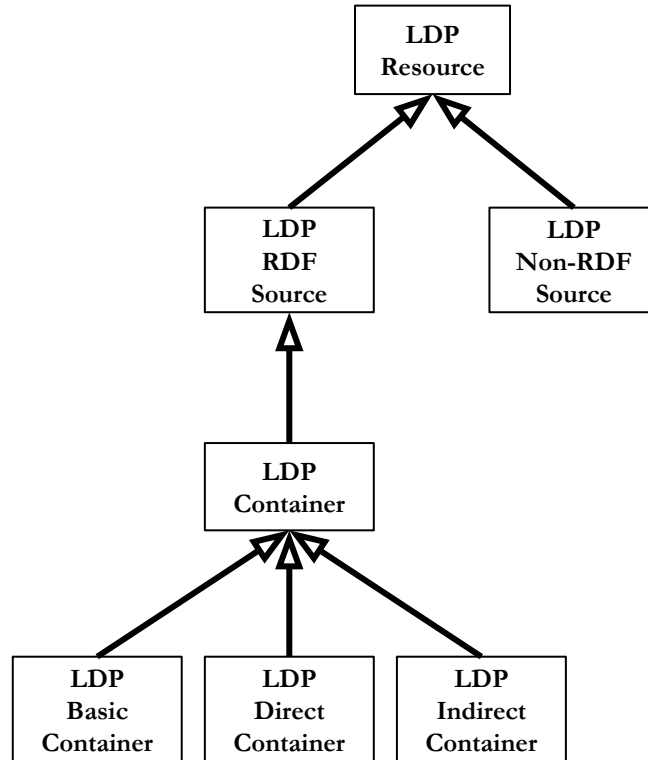 LDP
Resource
LDP
RDF
Source
LDP
Non-RDF
Source
LDP
Container
LDP
Basic
Container
LDP
Direct
Container
LDP
Indirect
Container